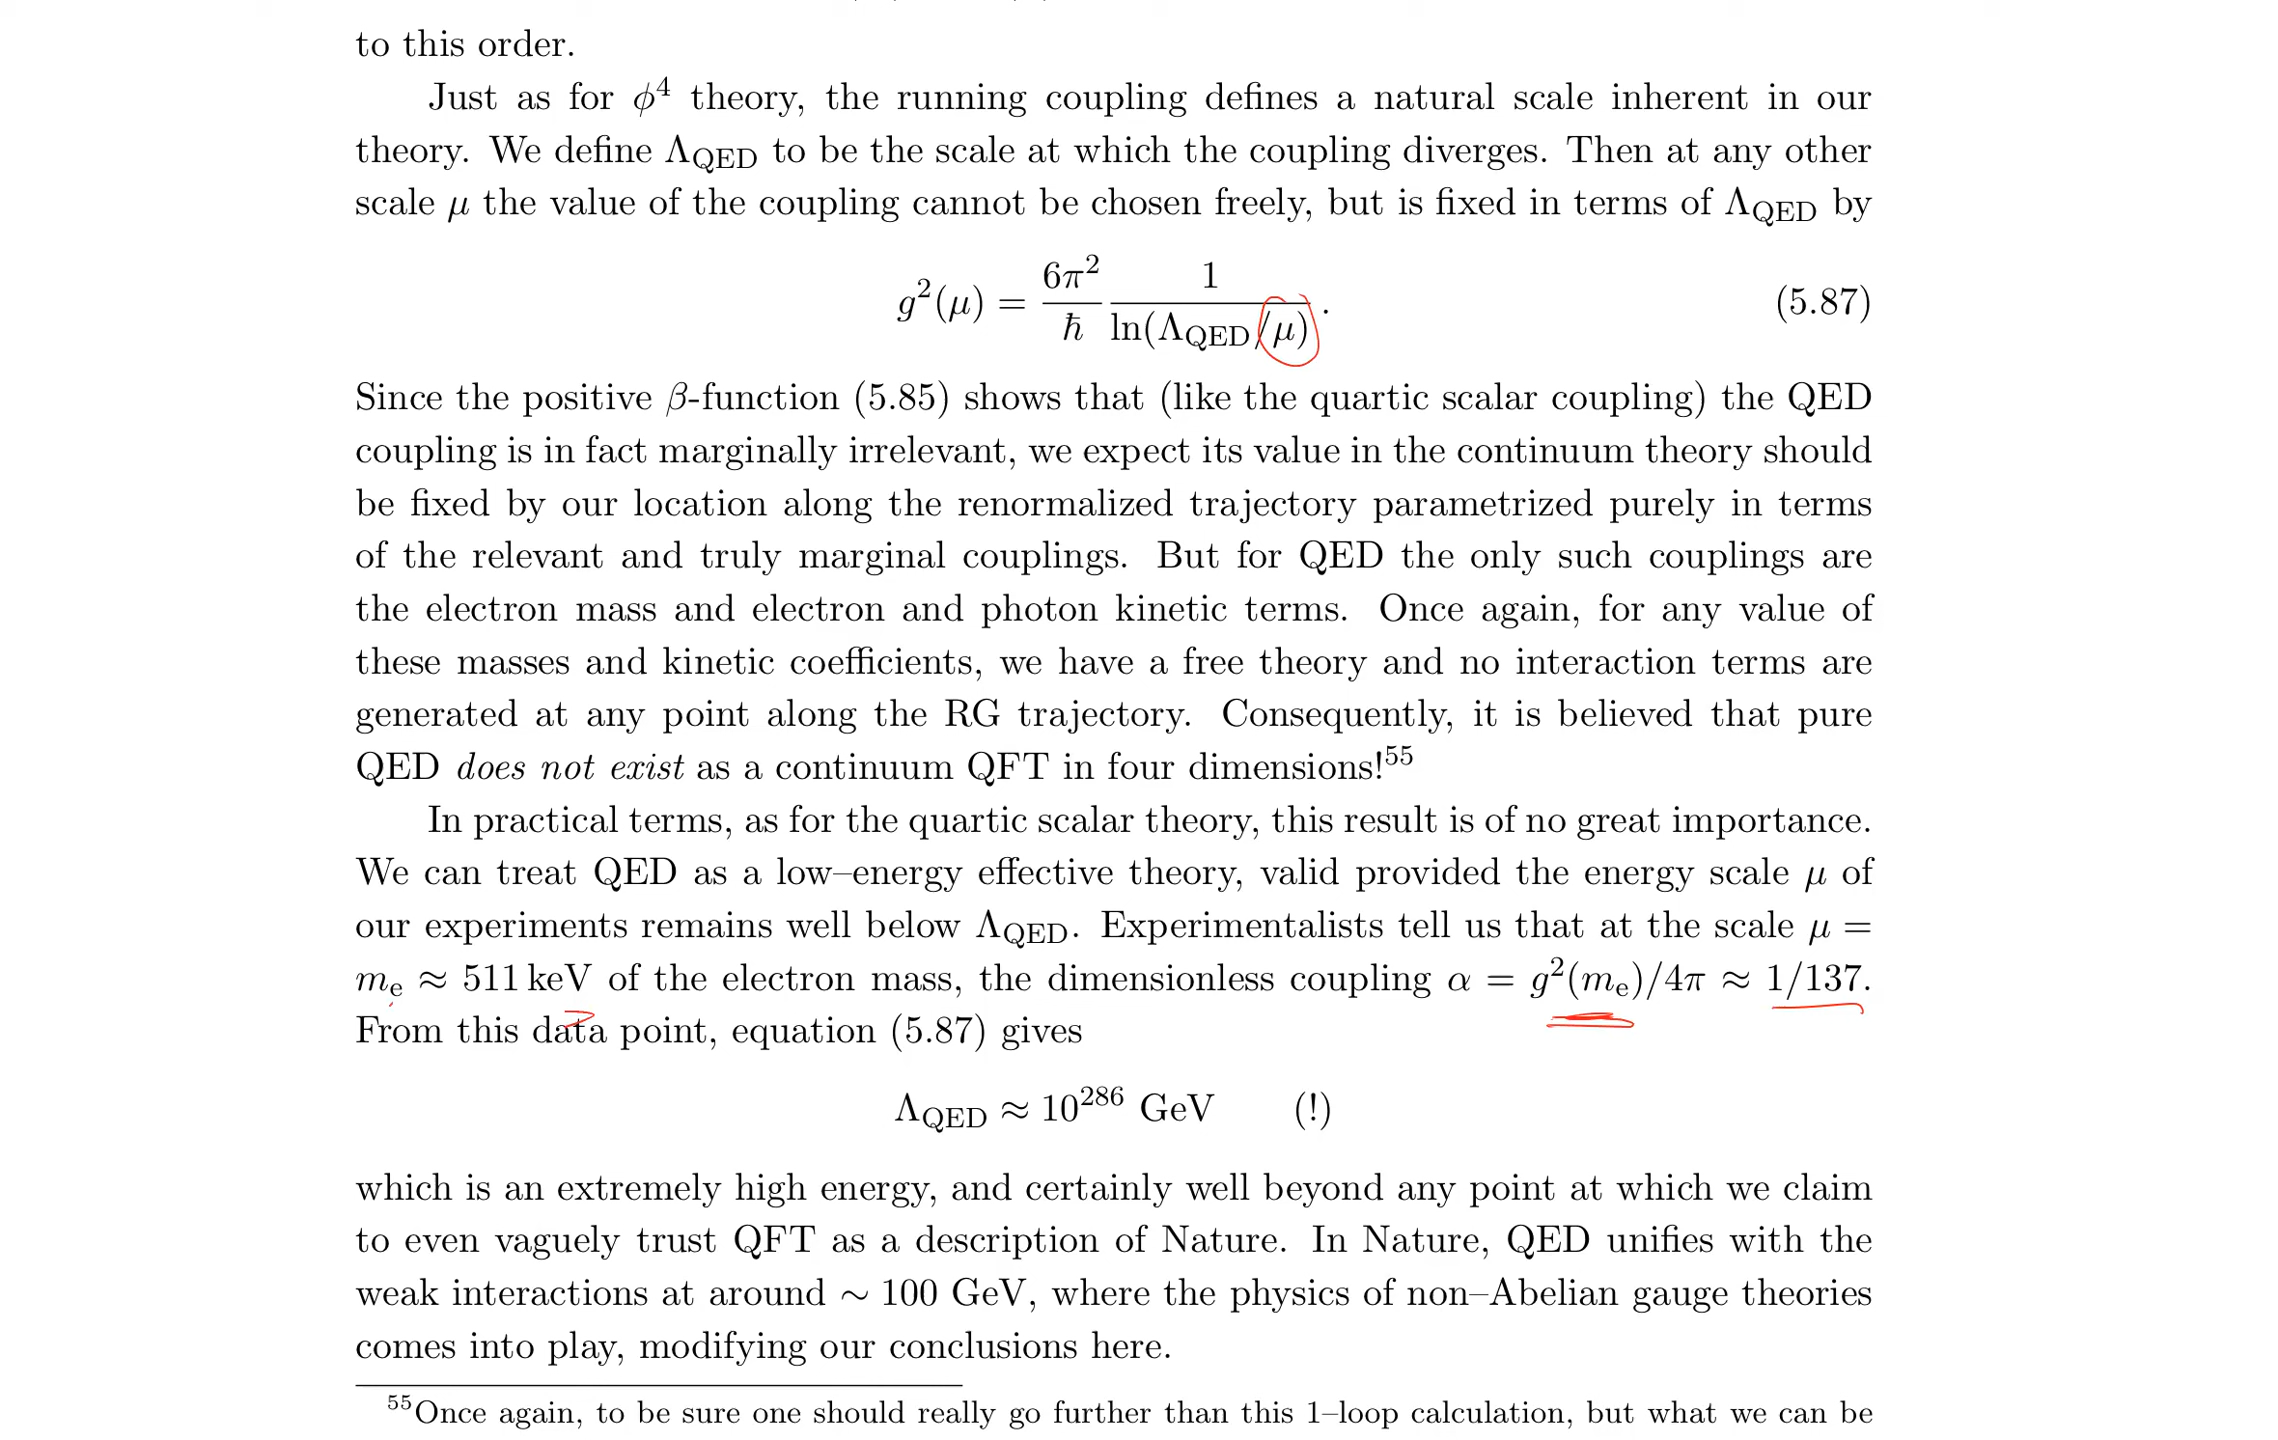 to this order.
Just as for ϕ⁴ theory, the running coupling defines a natural scale inherent in our
theory. We define Λ_QED to be the scale at which the coupling diverges. Then at any other
scale μ the value of the coupling cannot be chosen freely, but is fixed in terms of Λ_QED by
g²(μ) = 6π²/ħ 1/ln(Λ_QED/μ) . (5.87)
Since the positive β-function (5.85) shows that (like the quartic scalar coupling) the QED
coupling is in fact marginally irrelevant, we expect its value in the continuum theory should
be fixed by our location along the renormalized trajectory parametrized purely in terms
of the relevant and truly marginal couplings. But for QED the only such couplings are
the electron mass and electron and photon kinetic terms. Once again, for any value of
these masses and kinetic coefficients, we have a free theory and no interaction terms are
generated at any point along the RG trajectory. Consequently, it is believed that pure
QED does not exist as a continuum QFT in four dimensions!⁵⁵
In practical terms, as for the quartic scalar theory, this result is of no great importance.
We can treat QED as a low–energy effective theory, valid provided the energy scale μ of
our experiments remains well below Λ_QED. Experimentalists tell us that at the scale μ =
m_e ≈ 511 keV of the electron mass, the dimensionless coupling α = g²(m_e)/4π ≈ 1/137.
From this data point, equation (5.87) gives
Λ_QED ≈ 10²⁸⁶ GeV (!)
which is an extremely high energy, and certainly well beyond any point at which we claim
to even vaguely trust QFT as a description of Nature. In Nature, QED unifies with the
weak interactions at around ∼ 100 GeV, where the physics of non–Abelian gauge theories
comes into play, modifying our conclusions here.
⁵⁵Once again, to be sure one should really go further than this 1–loop calculation, but what we can be